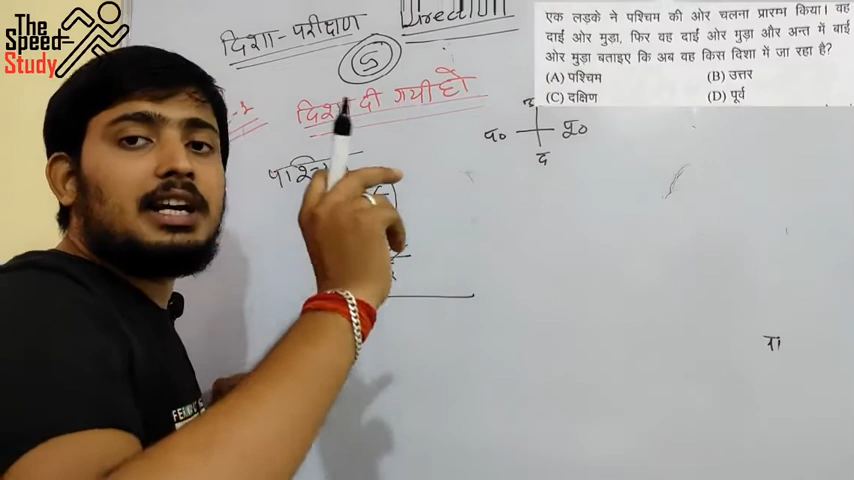 The
Speed
Study
दिशा-परीक्षण
Direction
5
दिशा दी गयी हो
प० पू०
द
एक लड़के ने पश्चिम की ओर चलना प्रारम्भ किया। वह
दाईं ओर मुड़ा, फिर वह दाईं ओर मुड़ा और अन्त में बाईं
ओर मुड़ा बताइए कि अब वह किस दिशा में जा रहा है?
(A) पश्चिम (B) उत्तर
(C) दक्षिण (D) पूर्व